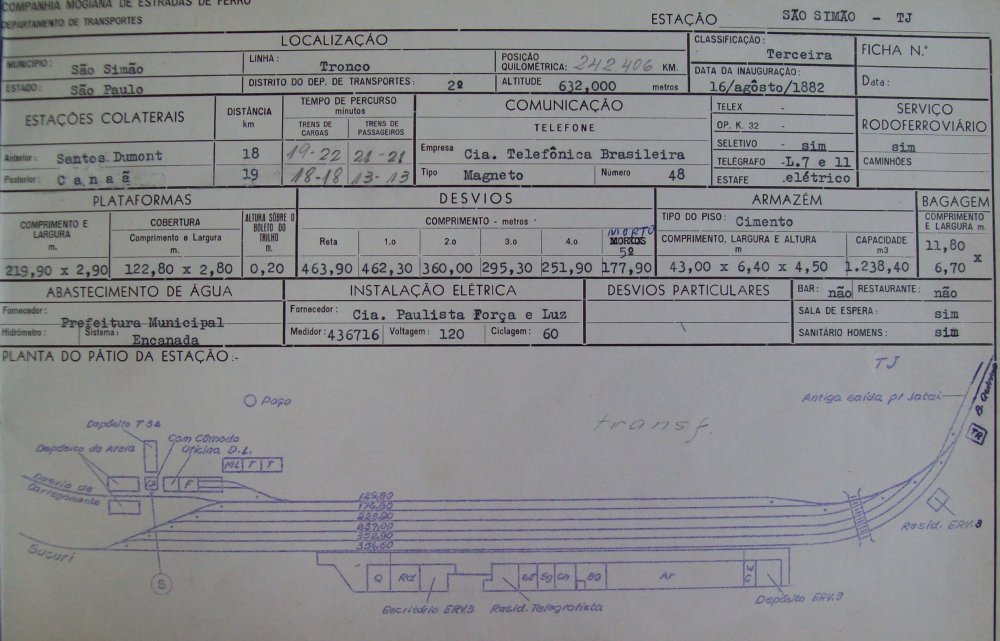 COMPANHIA MOGIANA DE ESTRADAS DE FERRO
DEPARTAMENTO DE TRANSPORTES
ESTAÇÃO SÃO SIMÃO - TJ
LOCALIZAÇÃO
CLASSIFICAÇÃO: Terceira
FICHA N.º
MUNICÍPIO: São Simão
LINHA: Tronco
POSIÇÃO QUILOMÉTRICA: 242,406 KM.
DATA DA INAUGURAÇÃO: 16/agôsto/1882
Data:
ESTADO: São Paulo
DISTRITO DO DEP. DE TRANSPORTES: 2º
ALTITUDE 632,000 metros
ESTAÇÕES COLATERAIS
DISTÂNCIA km
TEMPO DE PERCURSO minutos
TRENS DE CARGAS
TRENS DE PASSAGEIROS
COMUNICAÇÃO
TELEFONE
TELEX -
OP. K. 32 -
SELETIVO - sim
TELÉGRAFO -L.7 e 11
ESTAFE .elétrico
SERVIÇO RODOFERROVIÁRIO
sim
CAMINHÕES
Anterior: Santos Dumont 18 19-22 21-21
Posterior: Canaã 19 18-18 13-13
Empresa Cia. Telefônica Brasileira
Tipo Magneto Número 48
PLATAFORMAS
DESVIOS
ARMAZÉM
BAGAGEM
COMPRIMENTO E LARGURA m.
COBERTURA
Comprimento e Largura m.
ALTURA SÔBRE O BOLETO DO TRILHO m.
COMPRIMENTO - metros
Reta 1.o 2.o 3.o 4.o MORTO MORTOS 5º
TIPO DO PISO: Cimento
COMPRIMENTO, LARGURA E ALTURA m
CAPACIDADE m3
COMPRIMENTO E LARGURA m.
219,90 x 2,90 122,80 x 2,80 0,20 463,90 462,30 360,00 295,30 251,90 177,90 43,00 x 6,40 x 4,50 1.238,40 11,80 x 6,70
ABASTECIMENTO DE ÁGUA
INSTALAÇÃO ELÉTRICA
DESVIOS PARTICULARES
BAR: não RESTAURANTE: não
Fornecedor: Prefeitura Municipal
Fornecedor: Cia. Paulista Força e Luz
SALA DE ESPERA: sim
Hidrômetro: Sistema: Encanada
Medidor: 436716 Voltagem: 120 Ciclagem: 60
SANITÁRIO HOMENS: sim
PLANTA DO PÁTIO DA ESTAÇÃO:-
TJ
Antiga saída p/ Jatai
TR
Poço
transf.
Depósito T 34
Com Cômodo
Depósito de Areia
Oficina D.L.
ML T T
F
Desvio de Carregamento
176,80
Resid. ERV.3
Sucuri
S
Q Rd WC Ar
Escritório ERV.3
Resid. Telegrafista
Depósito ERV.3